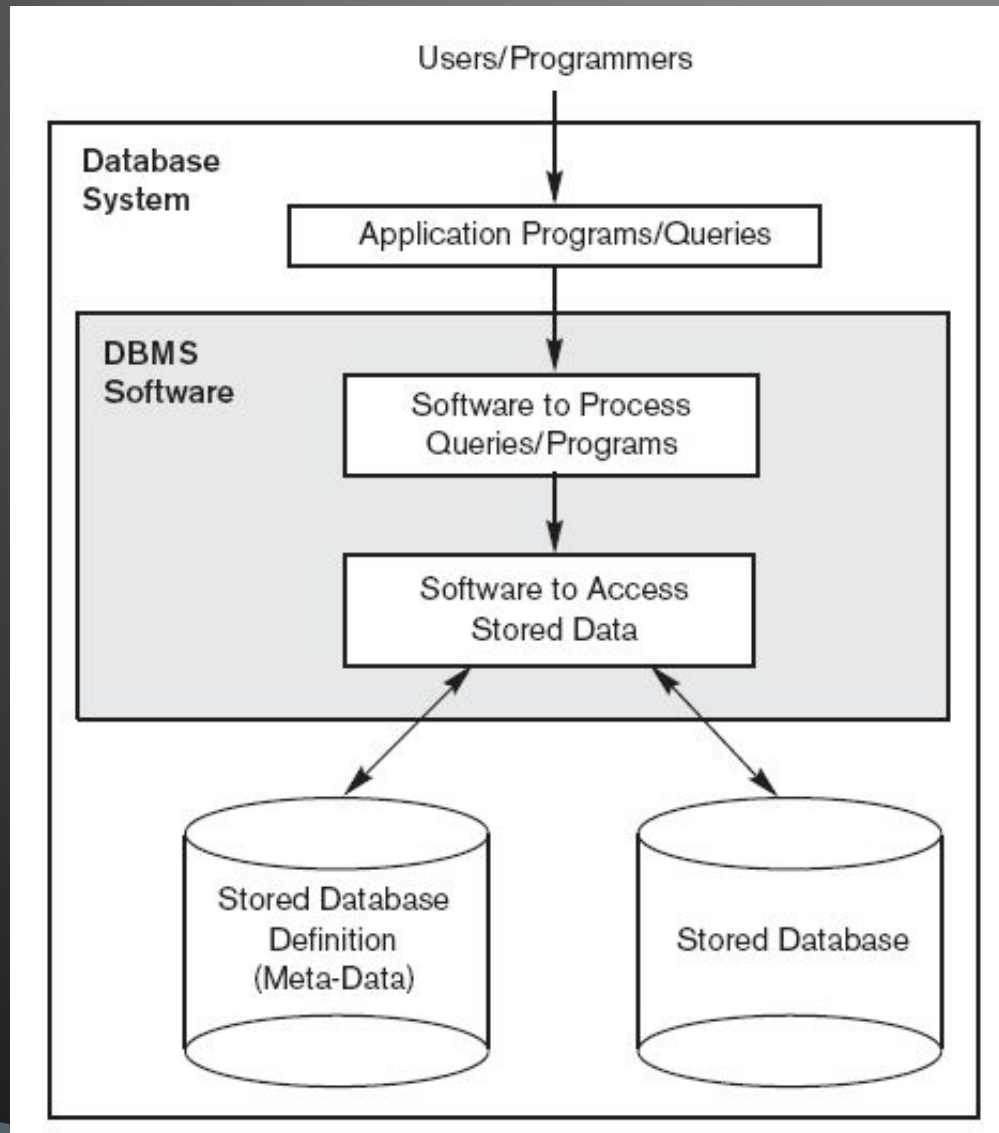 Users/Programmers
Database
System
Application Programs/Queries
DBMS
Software
Software to Process
Queries/Programs
Software to Access
Stored Data
Stored Database
Definition
(Meta-Data)
Stored Database